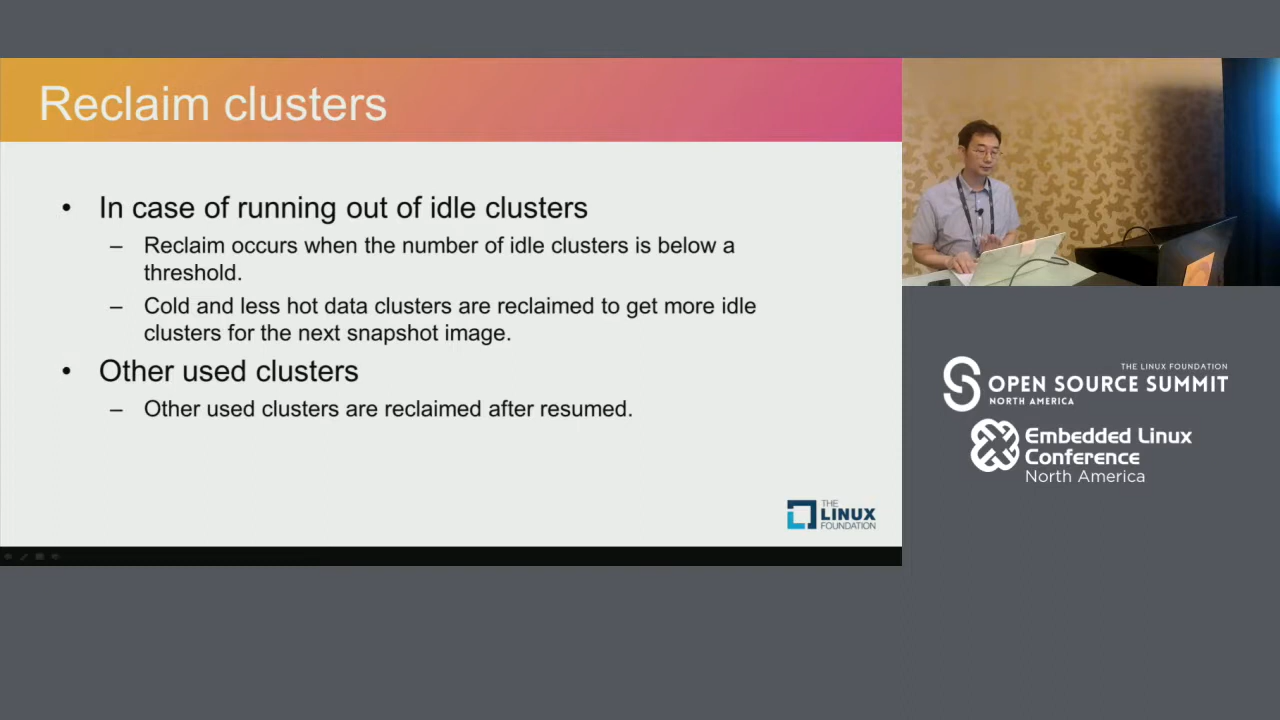 Reclaim clusters
• In case of running out of idle clusters
– Reclaim occurs when the number of idle clusters is below a
threshold.
– Cold and less hot data clusters are reclaimed to get more idle
clusters for the next snapshot image.
• Other used clusters
– Other used clusters are reclaimed after resumed.
THE
LINUX
FOUNDATION
THE LINUX FOUNDATION
OPEN SOURCE SUMMIT
NORTH AMERICA
Embedded Linux
Conference
North America